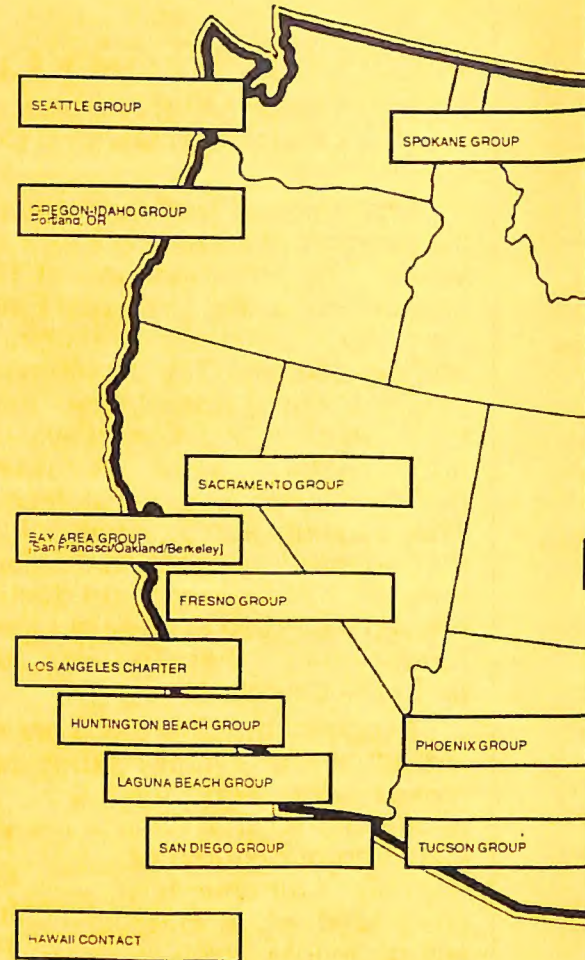 SEATTLE GROUP
SPOKANE GROUP
OREGON-IDAHO GROUP
Portland, OR
SACRAMENTO GROUP
BAY AREA GROUP
[San Francisci/Oakland/Berkeley]
FRESNO GROUP
LOS ANGELES CHARTER
HUNTINGTON BEACH GROUP
PHOENIX GROUP
LAGUNA BEACH GROUP
SAN DIEGO GROUP
TUCSON GROUP
HAWAII CONTACT